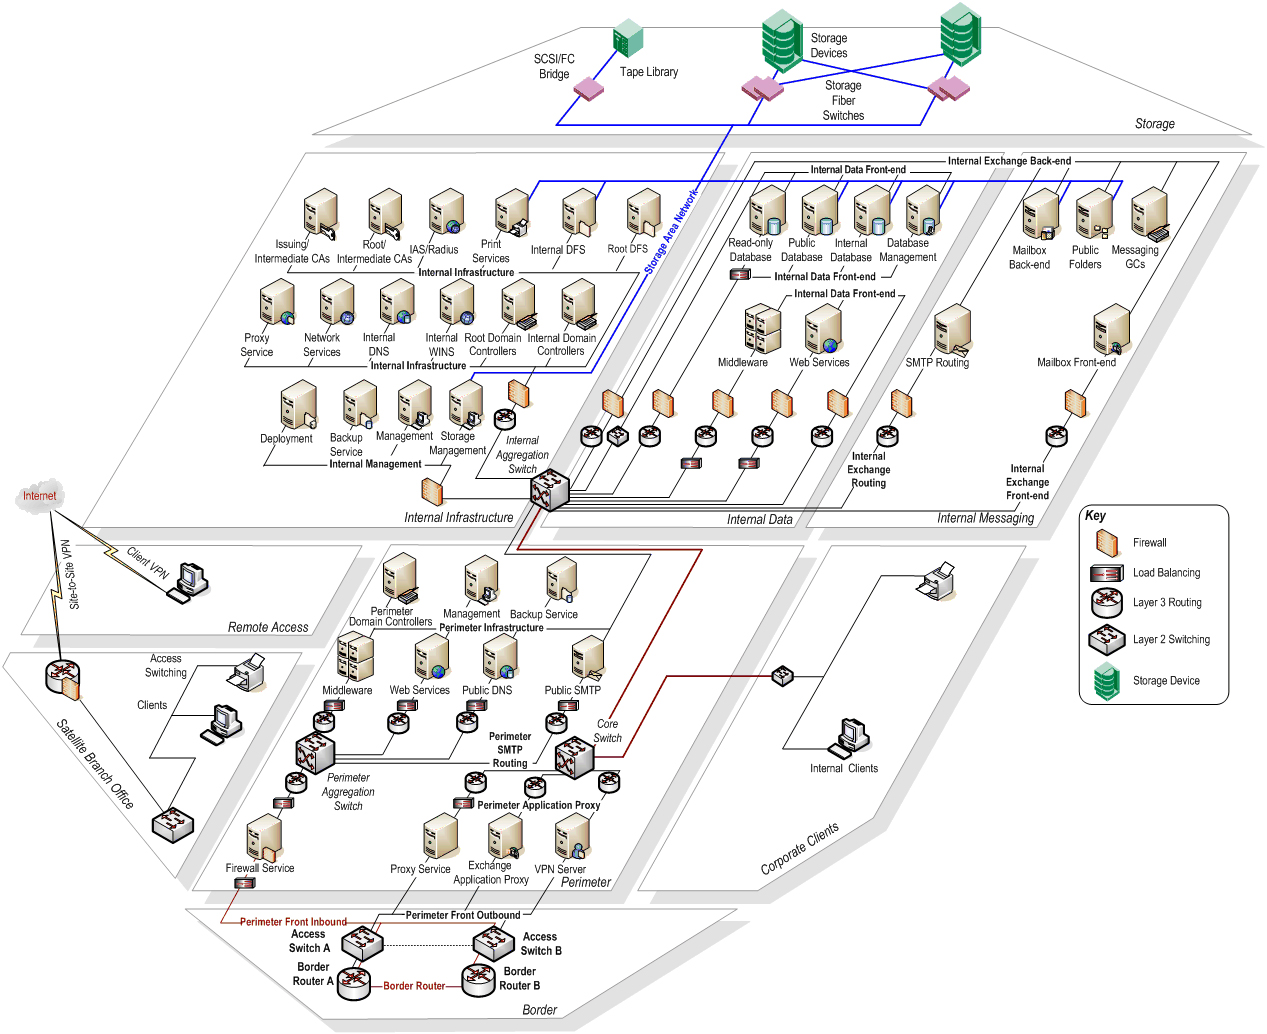 SCSI/FC
Bridge
Tape Library
Storage
Devices
Storage
Fiber
Switches
Storage
Internal Exchange Back-end
Internal Data Front-end
Storage Area Network
Issuing/
Intermediate CAs
Root/
Intermediate CAs
IAS/Radius
Print
Services
Internal DFS
Root DFS
Internal Infrastructure
Read-only
Database
Public
Database
Internal
Database
Database
Management
Internal Data Front-end
Mailbox
Back-end
Public
Folders
Messaging
GCs
Internal Data Front-end
Proxy
Service
Network
Services
Internal
DNS
Internal
WINS
Root Domain
Controllers
Internal Domain
Controllers
Internal Infrastructure
Middleware
Web Services
SMTP Routing
Mailbox Front-end
Deployment
Backup
Service
Management
Storage
Management
Internal Management
Internal
Aggregation
Switch
Internal
Exchange
Routing
Internal
Exchange
Front-end
Internal Infrastructure
Internal Data
Internal Messaging
Internet
Site-to-Site VPN
Client VPN
Remote Access
Key
Firewall
Load Balancing
Layer 3 Routing
Layer 2 Switching
Storage Device
Perimeter
Domain Controllers
Management
Backup Service
Perimeter Infrastructure
Middleware
Web Services
Public DNS
Public SMTP
Core
Switch
Perimeter
SMTP
Routing
Perimeter
Aggregation
Switch
Perimeter Application Proxy
Firewall Service
Proxy Service
Exchange
Application Proxy
VPN Server
Perimeter
Access
Switching
Clients
Satellite Branch Office
Internal Clients
Corporate Clients
Perimeter Front Inbound
Perimeter Front Outbound
Access
Switch A
Access
Switch B
Border
Router A
Border Router
Border
Router B
Border